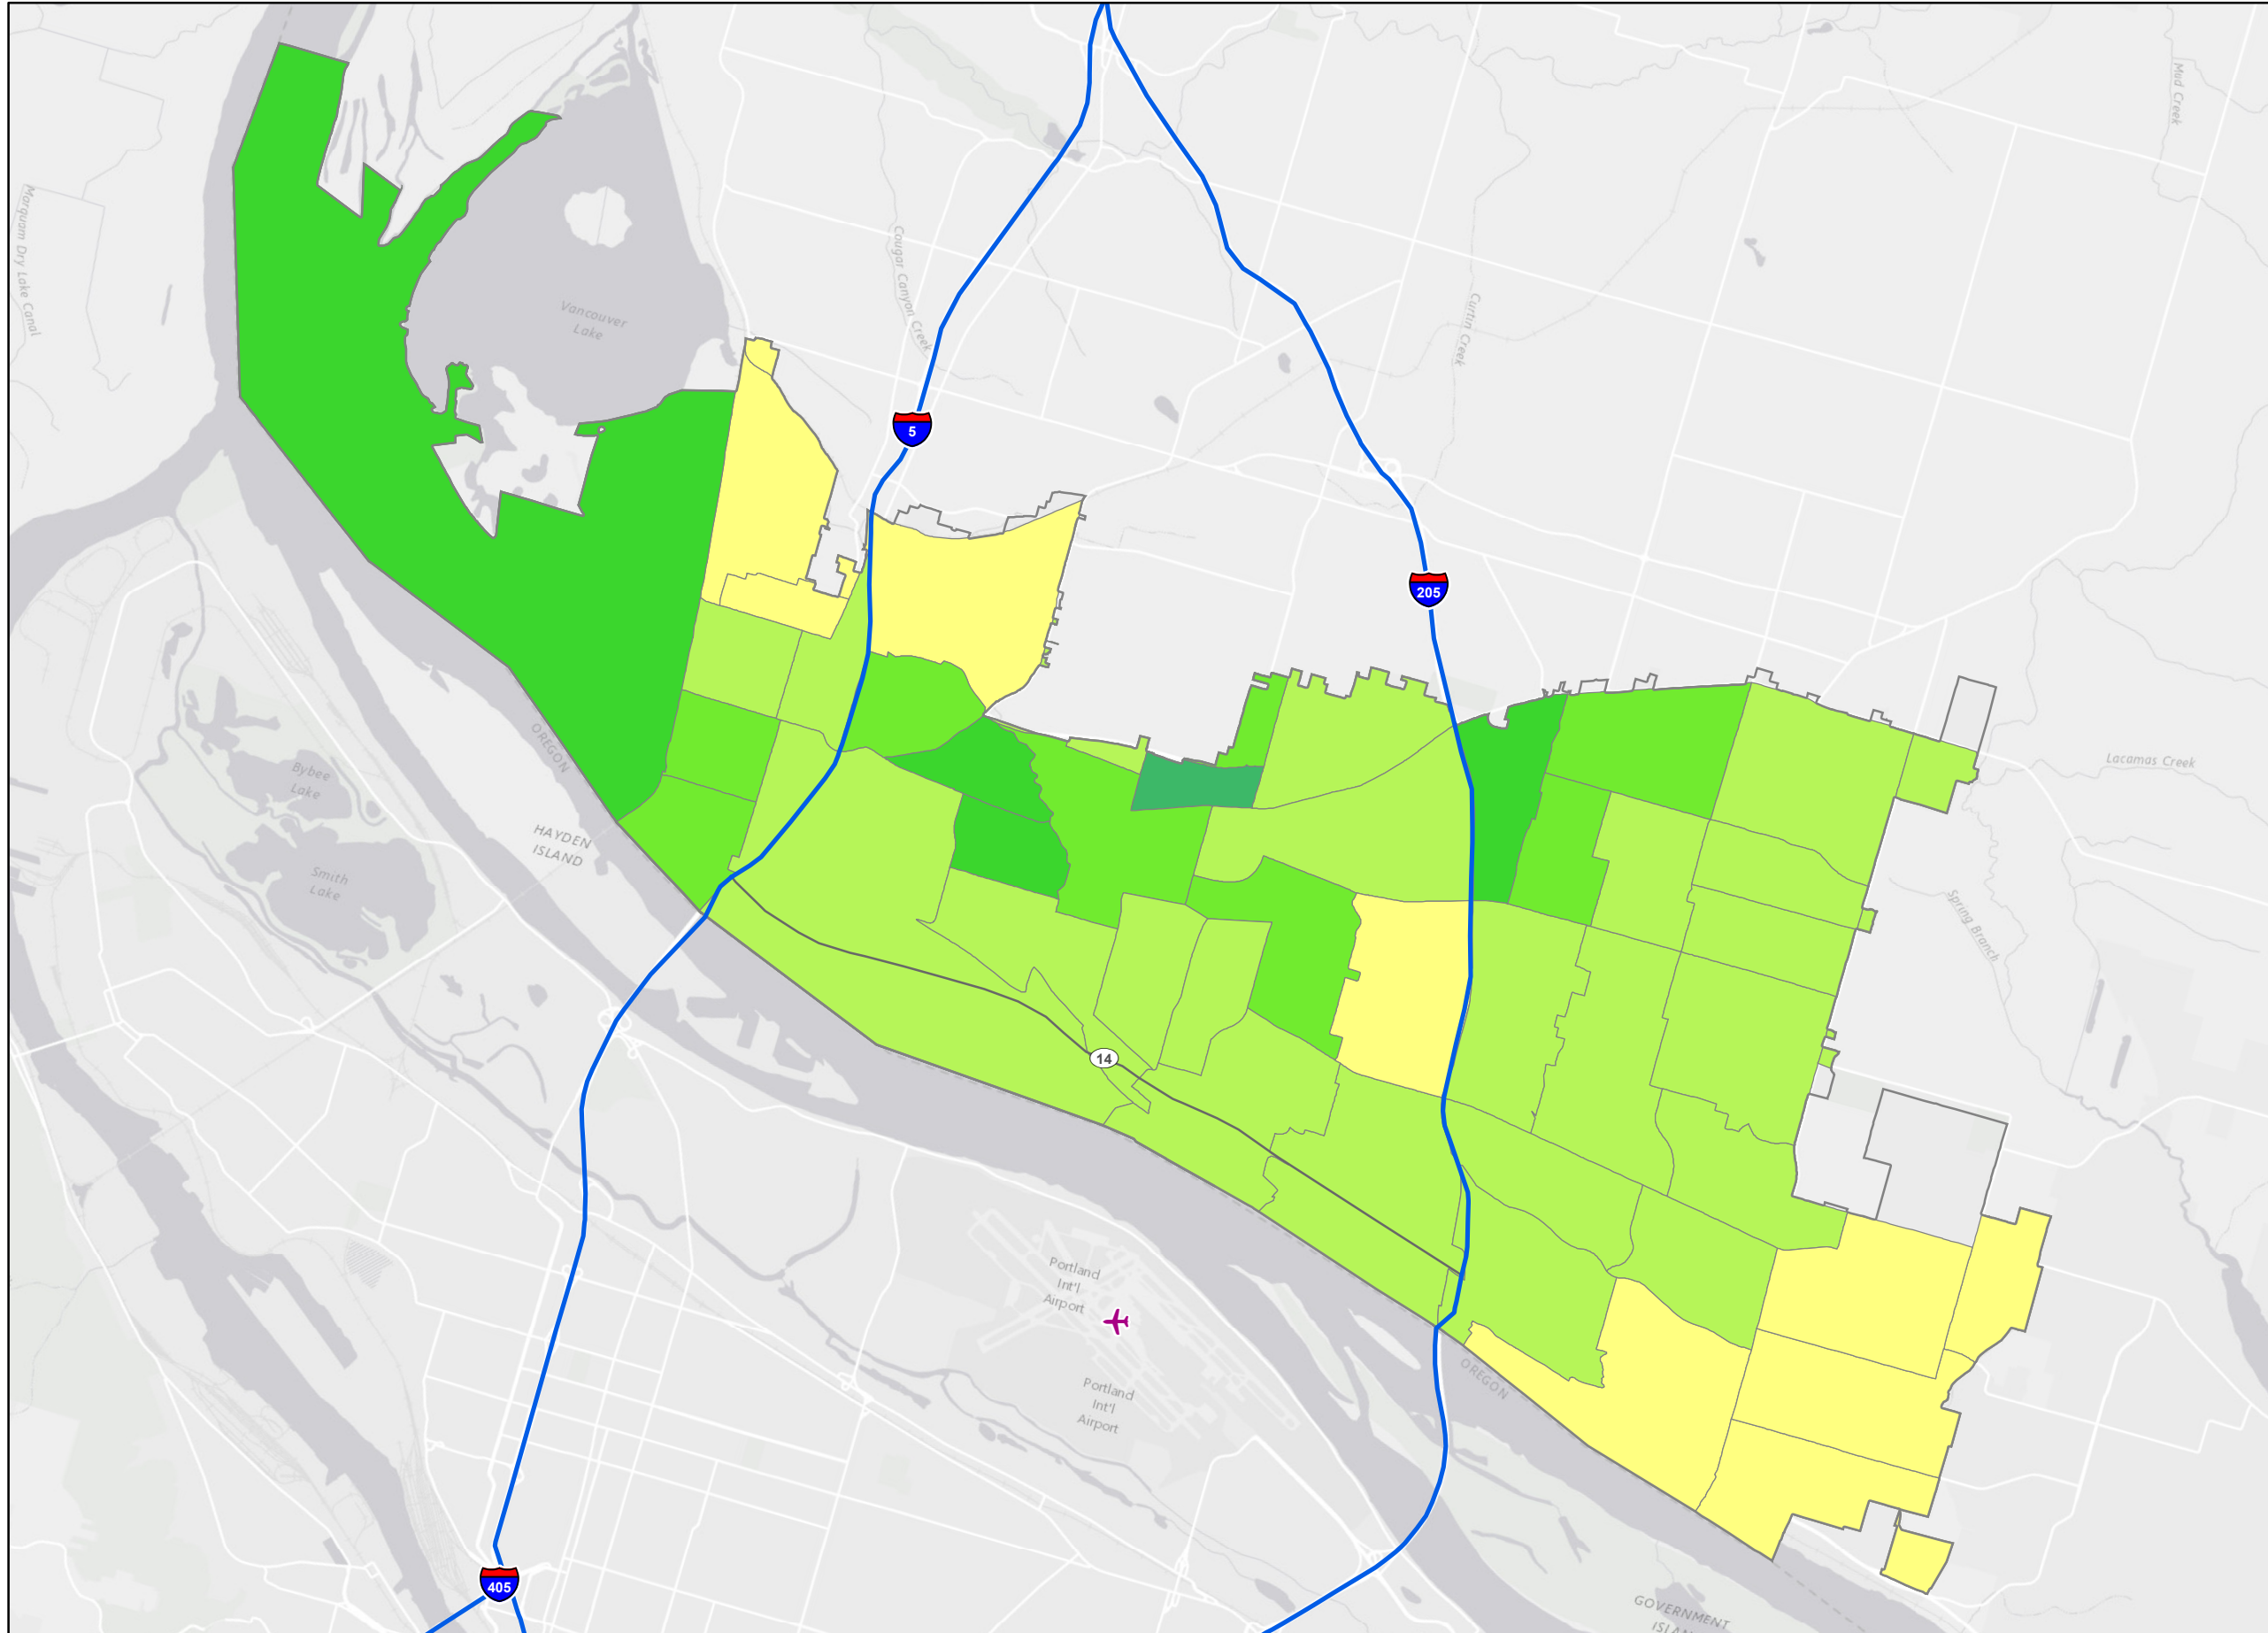 Mud Creek
Marquam Dry Lake Canal
Cougar Canyon Creek
Curtin Creek
Vancouver
Lake
5
205
OREGON
Bybee
Lake
HAYDEN
ISLAND
Smith
Lake
Lacamas Creek
Spring Branch
14
Portland
Int'l
Airport
Portland
Int'l
Airport
OREGON
405
GOVERNMENT